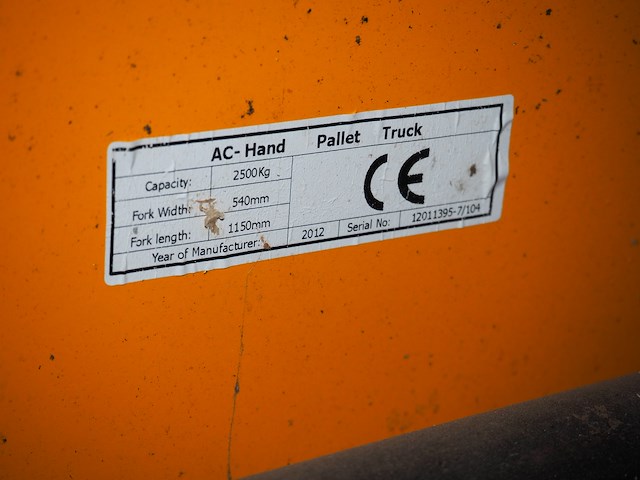 AC- Hand Pallet Truck
Capacity: 2500Kg
Fork Width: 540mm
Fork length: 1150mm
CE
Year of Manufacturer: 2012 Serial No: 12011395-7/104